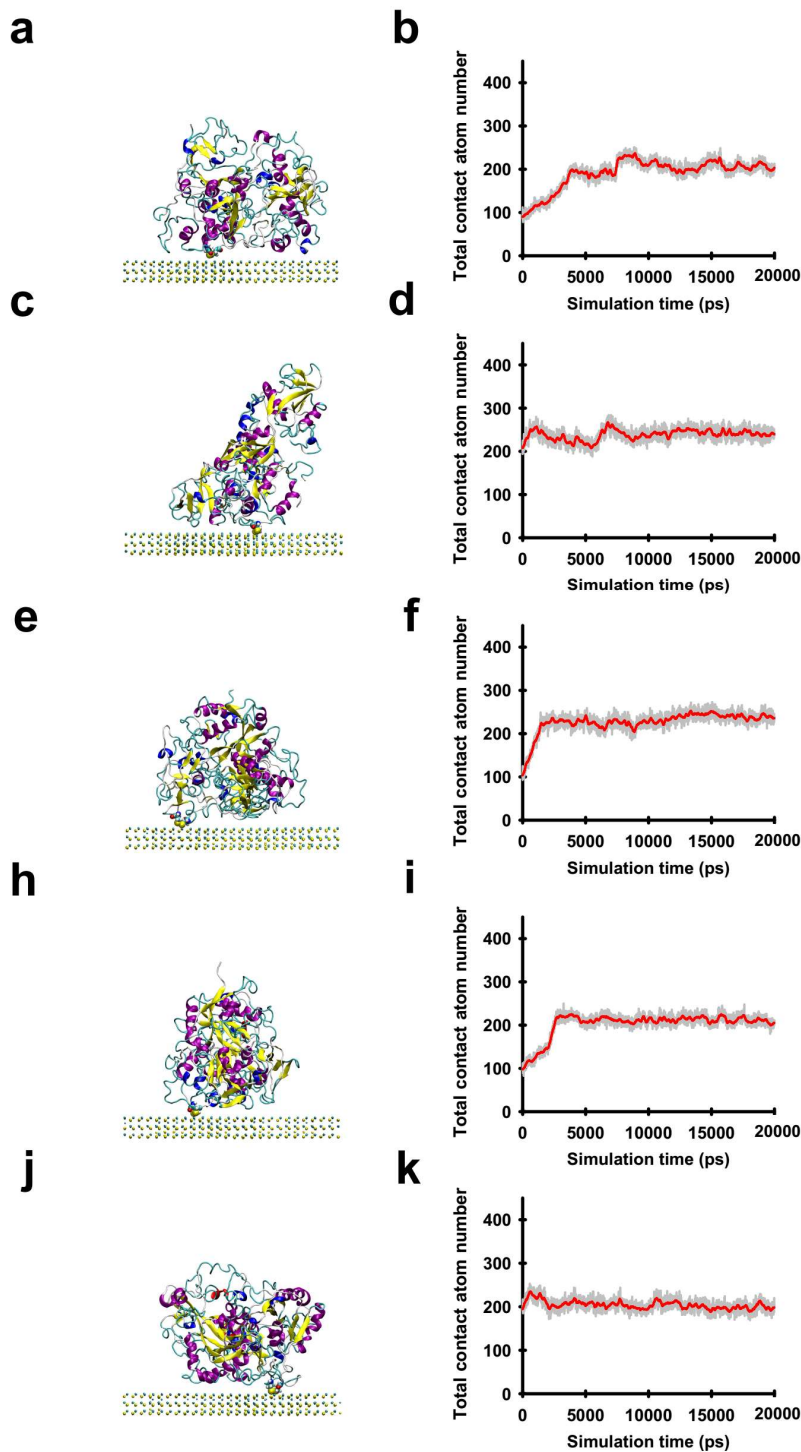 a
b
Total contact atom number
400
300
200
100
0
0 5000 10000 15000 20000
Simulation time (ps)
c
d
Total contact atom number
400
300
200
100
0
0 5000 10000 15000 20000
Simulation time (ps)
e
f
Total contact atom number
400
300
200
100
0
0 5000 10000 15000 20000
Simulation time (ps)
h
i
Total contact atom number
400
300
200
100
0
0 5000 10000 15000 20000
Simulation time (ps)
j
k
Total contact atom number
400
300
200
100
0
0 5000 10000 15000 20000
Simulation time (ps)